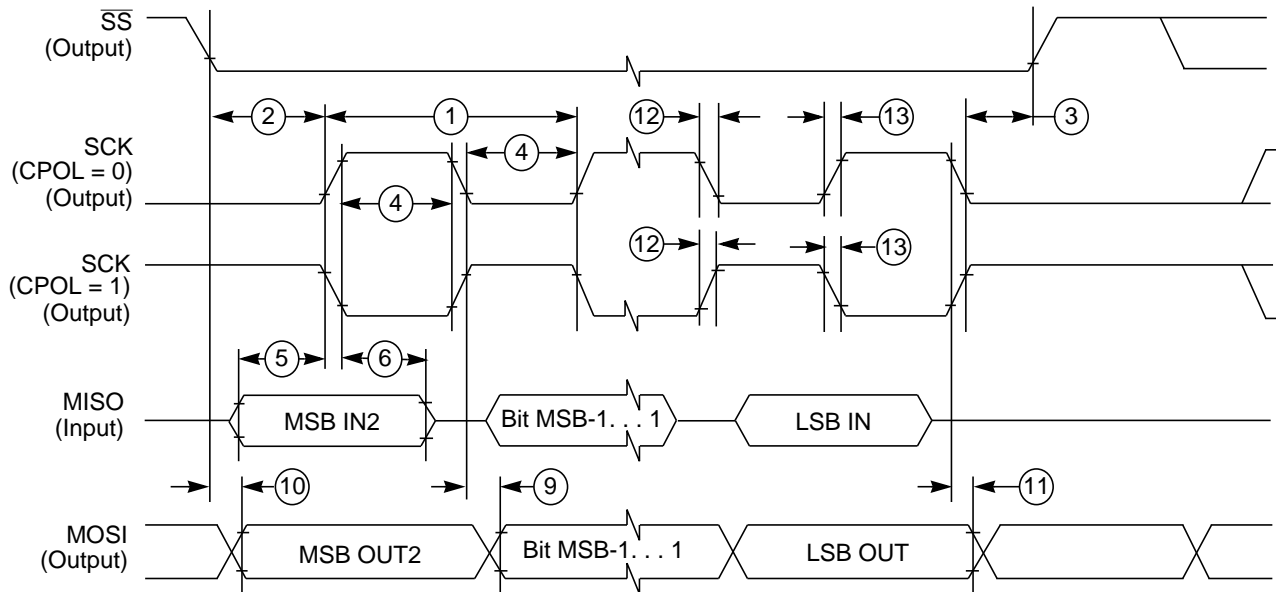 SS
(Output)
2
1
12
13
3
SCK
(CPOL = 0)
(Output)
4
4
12
13
SCK
(CPOL = 1)
(Output)
5
6
MISO
(Input)
MSB IN2
Bit MSB-1. . . 1
LSB IN
10
9
11
MOSI
(Output)
MSB OUT2
Bit MSB-1. . . 1
LSB OUT